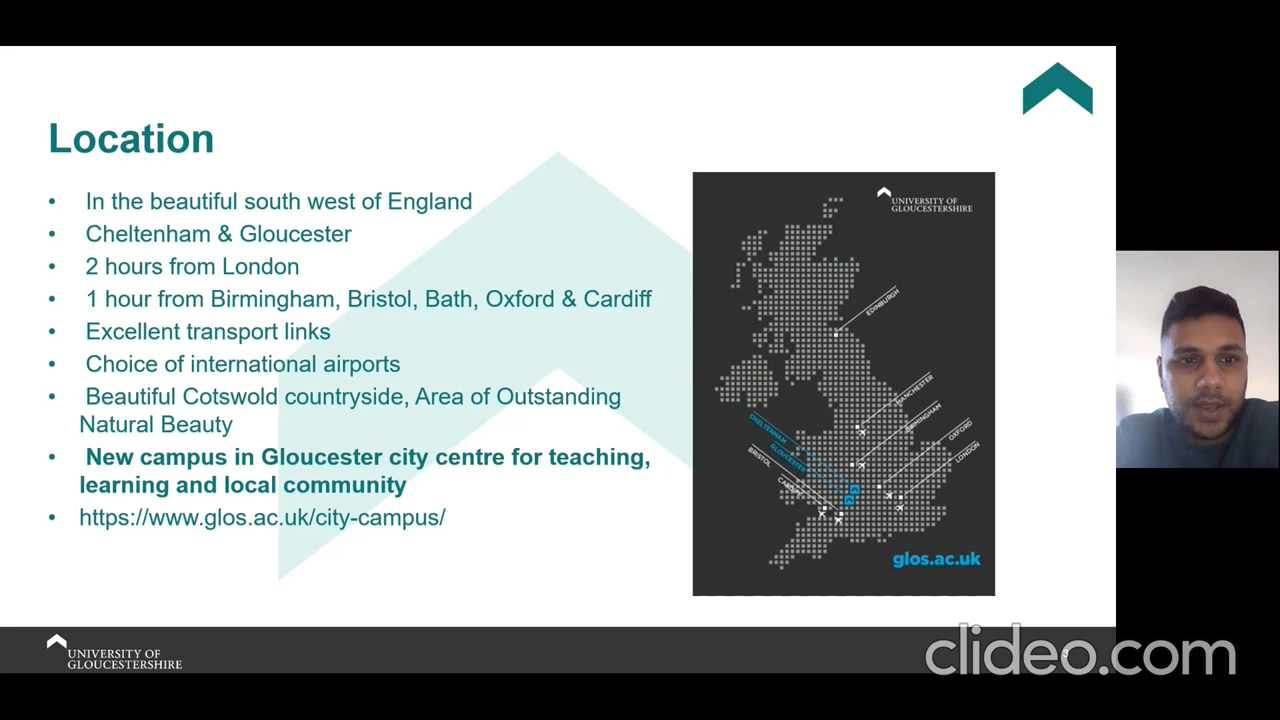 Location
• In the beautiful south west of England
• Cheltenham & Gloucester
• 2 hours from London
• 1 hour from Birmingham, Bristol, Bath, Oxford & Cardiff
• Excellent transport links
• Choice of international airports
• Beautiful Cotswold countryside, Area of Outstanding
Natural Beauty
• New campus in Gloucester city centre for teaching,
learning and local community
• https://www.glos.ac.uk/city-campus/
UNIVERSITY OF
GLOUCESTERSHIRE
EDINBURGH
MANCHESTER
BIRMINGHAM
OXFORD
LONDON
CHELTENHAM
GLOUCESTER
BRISTOL
CARDIFF
glos.ac.uk
UNIVERSITY OF
GLOUCESTERSHIRE
3
clideo.com